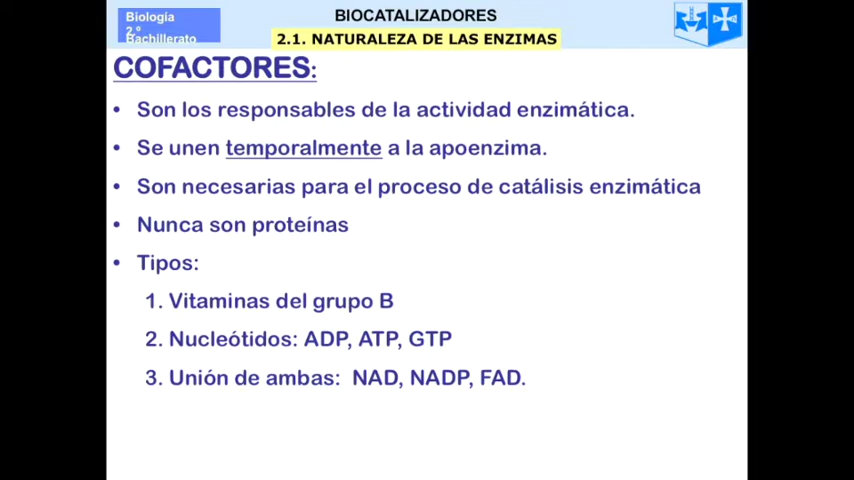 Biología
2.º
Bachillerato
BIOCATALIZADORES
2.1. NATURALEZA DE LAS ENZIMAS
COFACTORES:
• Son los responsables de la actividad enzimática.
• Se unen temporalmente a la apoenzima.
• Son necesarias para el proceso de catálisis enzimática
• Nunca son proteínas
• Tipos:
1. Vitaminas del grupo B
2. Nucleótidos: ADP, ATP, GTP
3. Unión de ambas: NAD, NADP, FAD.